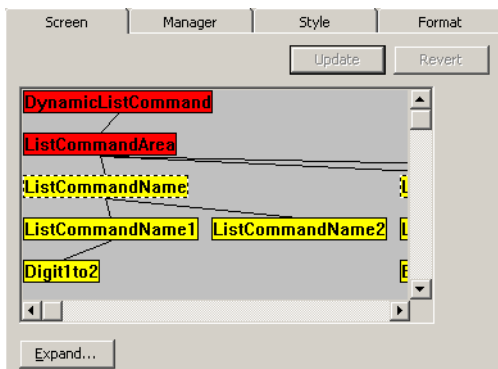 Screen Manager Style Format
Update Revert
DynamicListCommand
ListCommandArea
ListCommandName
ListCommandName1 ListCommandName2
Digit1to2
Expand...